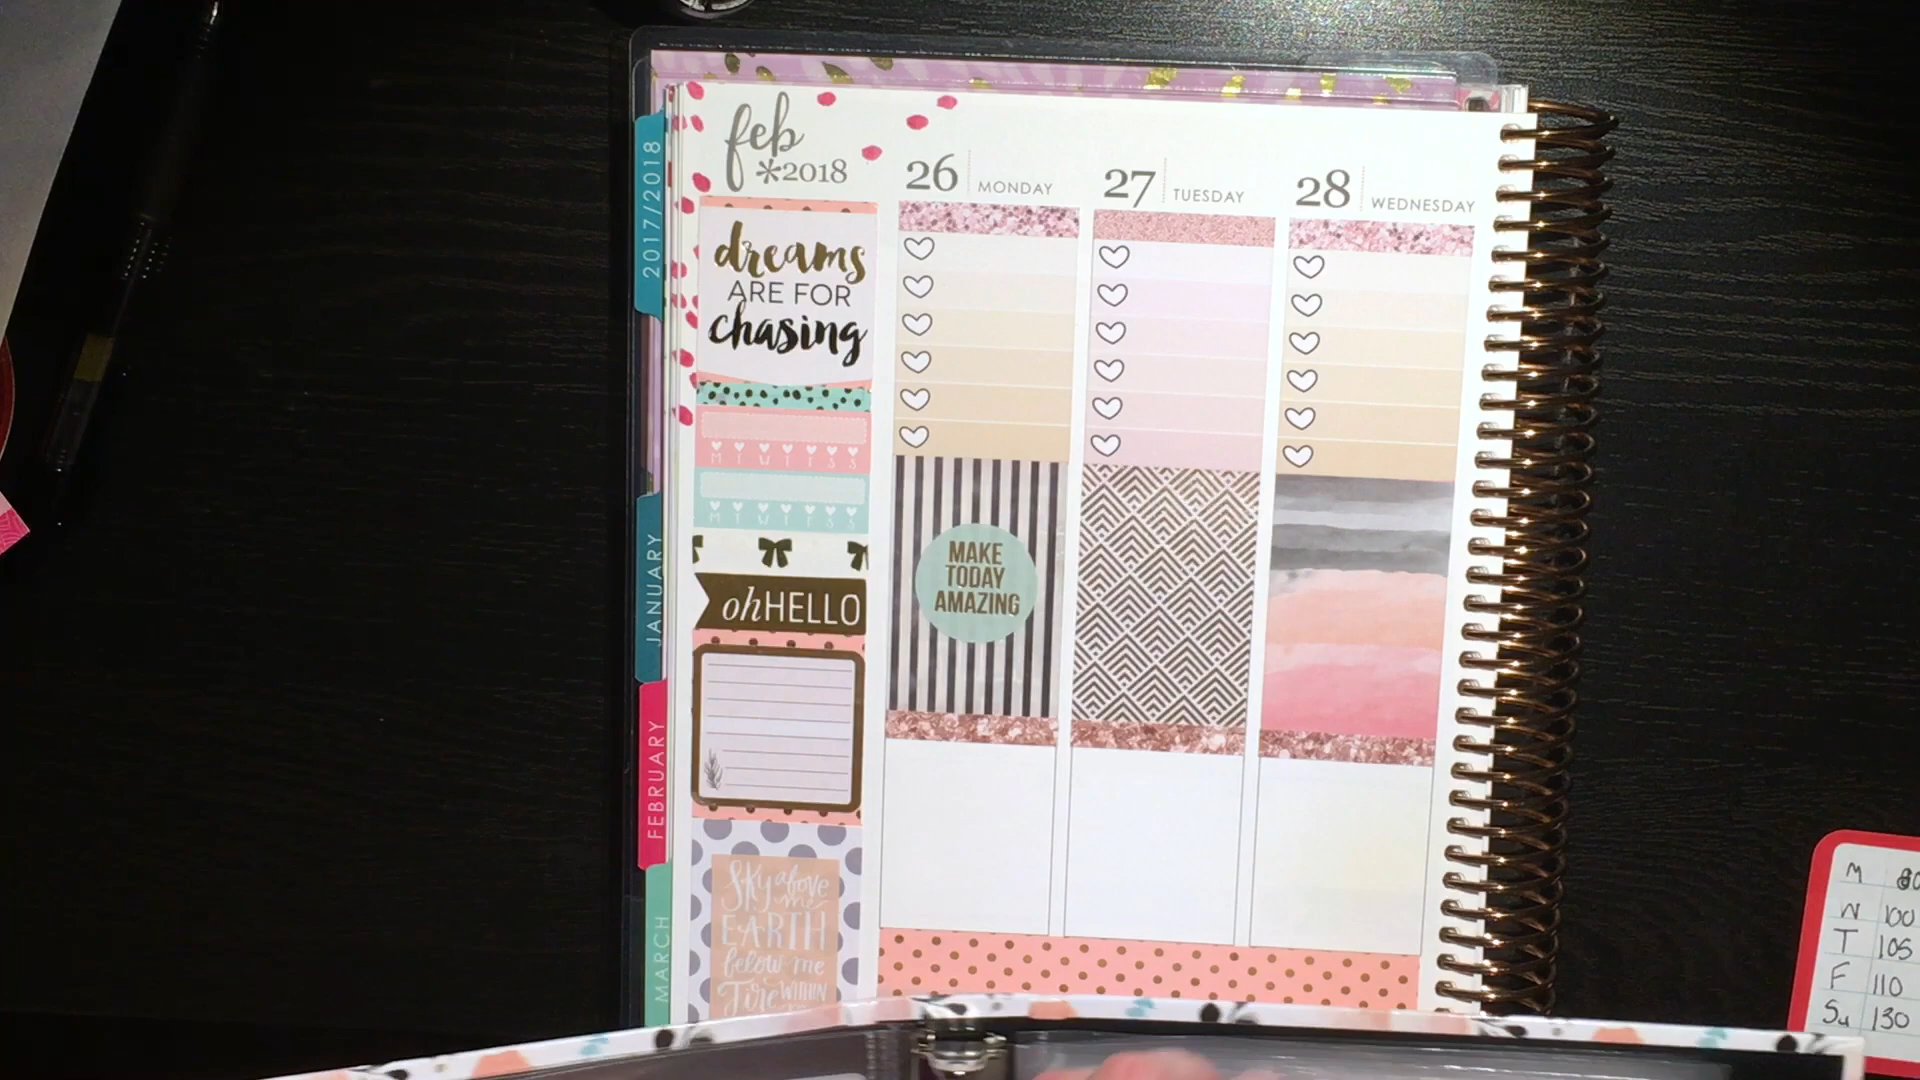 feb
*2018
26 MONDAY
27 TUESDAY
28 WEDNESDAY
dreams
ARE FOR
chasing
M T W T F S S
M T W T F S S
MAKE
TODAY
AMAZING
ohHELLO
Sky above
me
EARTH
below me
Fire WITHIN
2017/2018
JANUARY
FEBRUARY
MARCH
M
W 100
T 105
F 110
Su 130